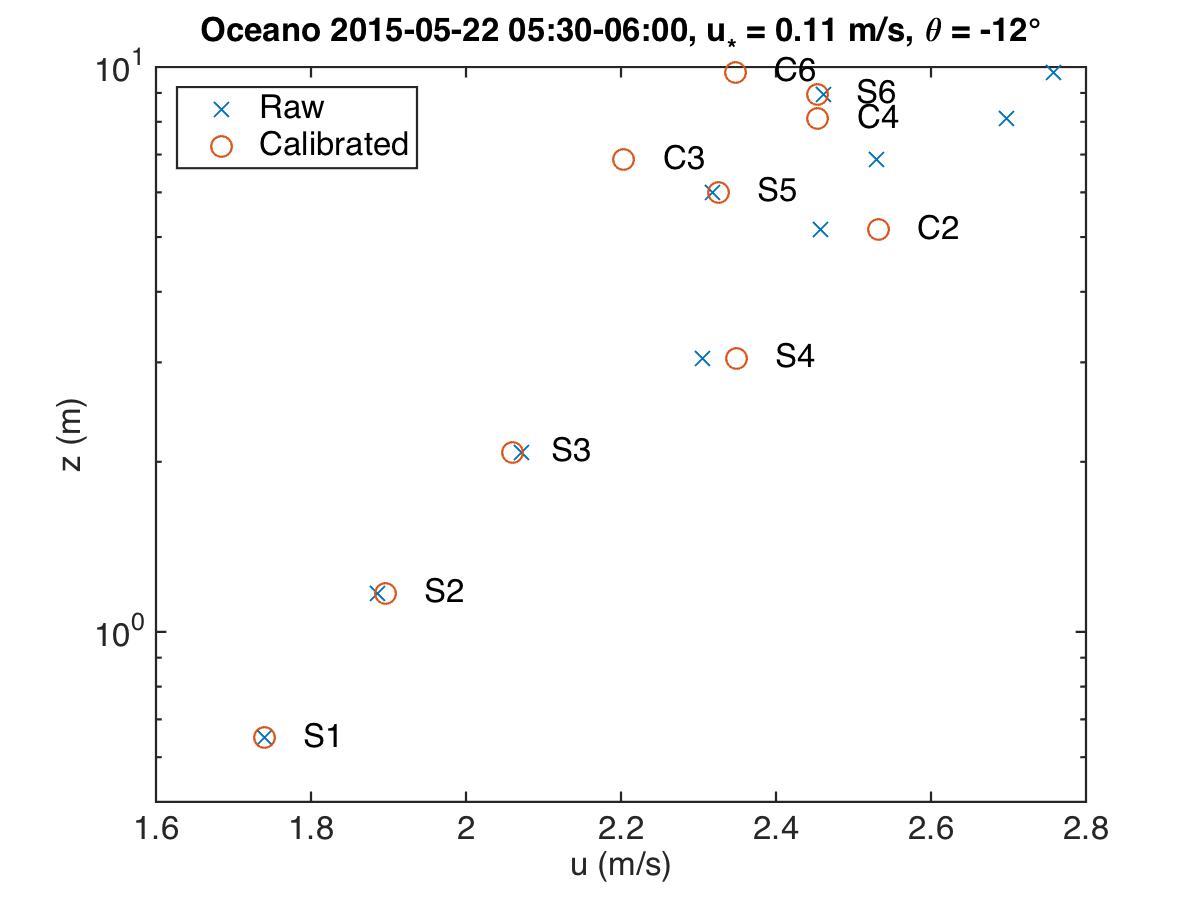 Oceano 2015-05-22 05:30-06:00, u* = 0.11 m/s, θ = -12°
10^1
Raw
Calibrated
C6
S6
C4
C3
S5
C2
S4
z (m)
S3
S2
10^0
S1
1.6 1.8 2 2.2 2.4 2.6 2.8
u (m/s)